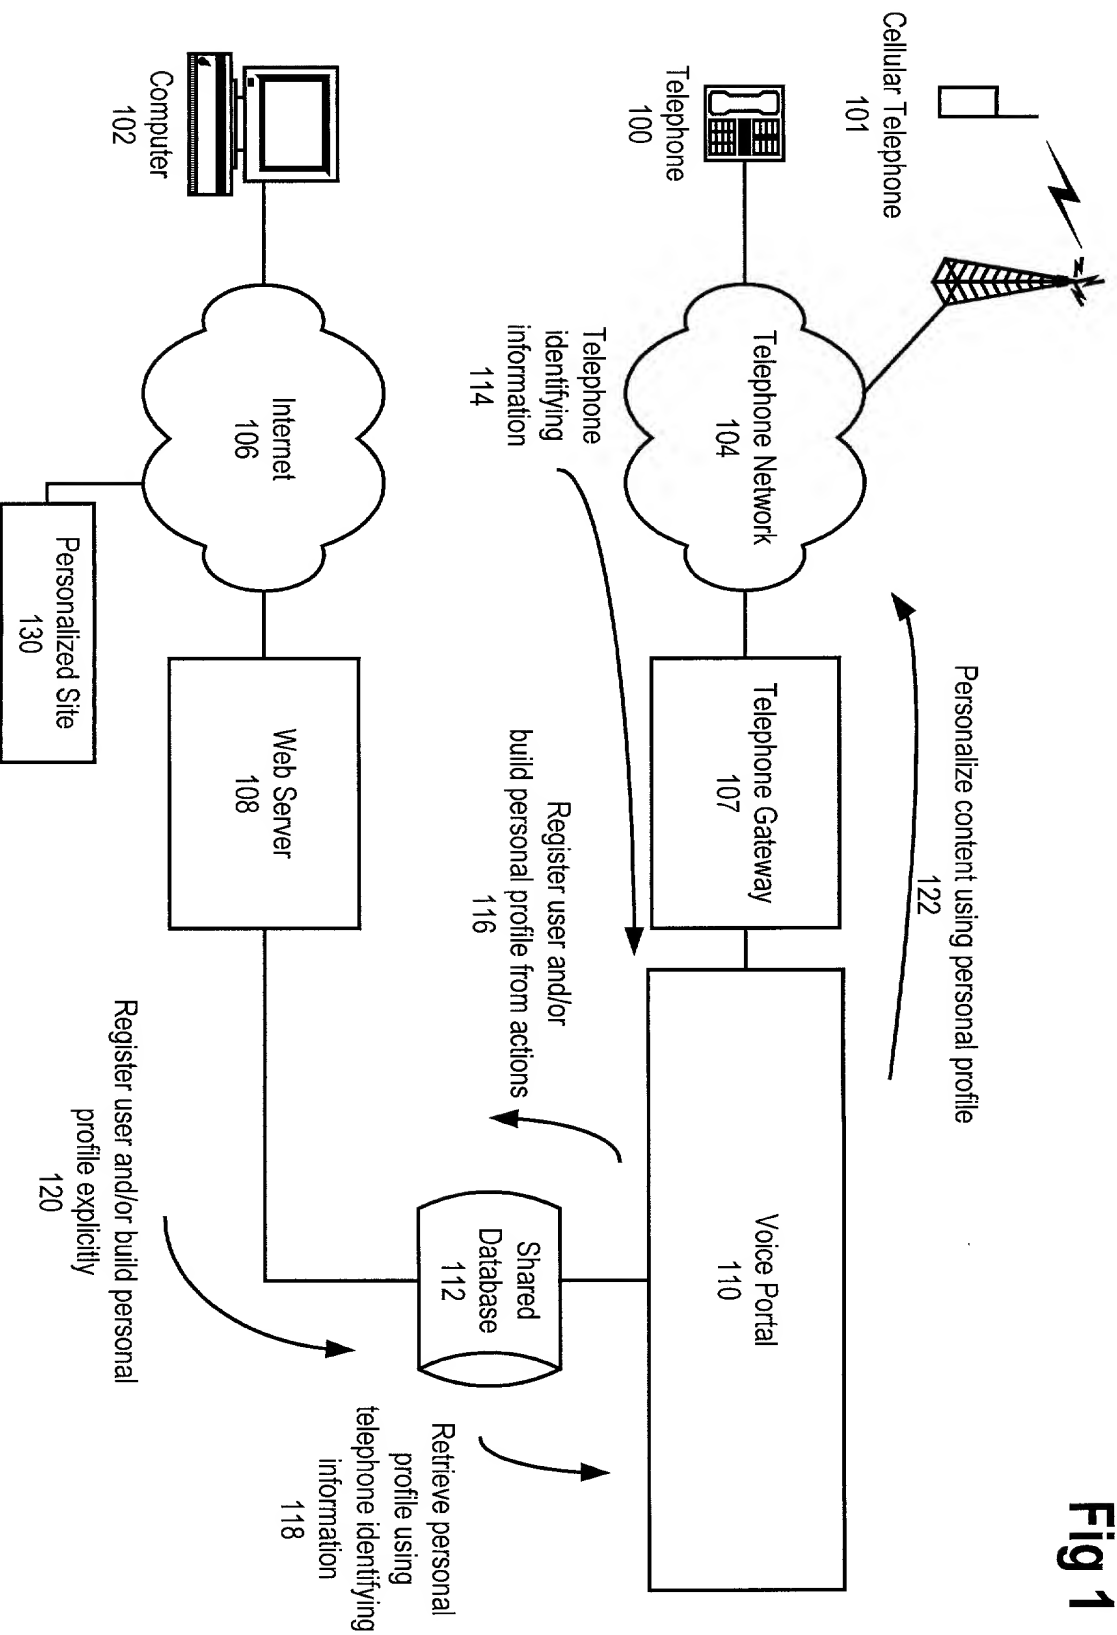 Fig 1
Cellular Telephone
101
Personalize content using personal profile
122
Telephone
100
Telephone Network
104
Telephone Gateway
107
Voice Portal
110
Telephone
identifying
information
114
Register user and/or
build personal profile from actions
116
Shared
Database
112
Retrieve personal
profile using
telephone identifying
information
118
Computer
102
Internet
106
Web Server
108
Register user and/or build personal
profile explicitly
120
Personalized Site
130